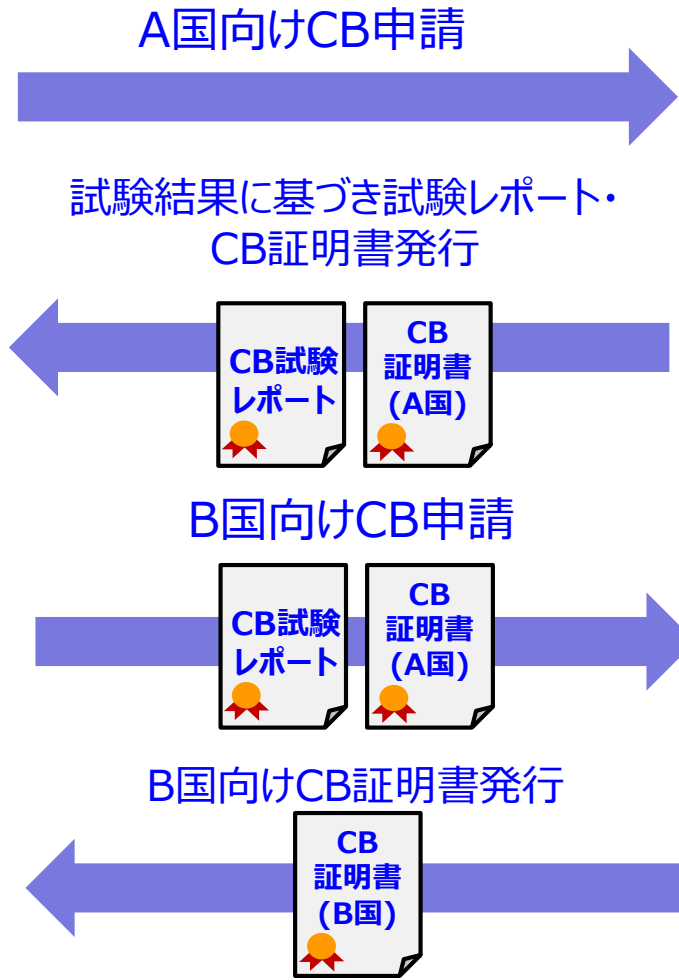 A国向けCB申請
試験結果に基づき試験レポート・
CB証明書発行
CB試験
レポート
CB
証明書
(A国)
B国向けCB申請
CB試験
レポート
CB
証明書
(A国)
B国向けCB証明書発行
CB
証明書
(B国)